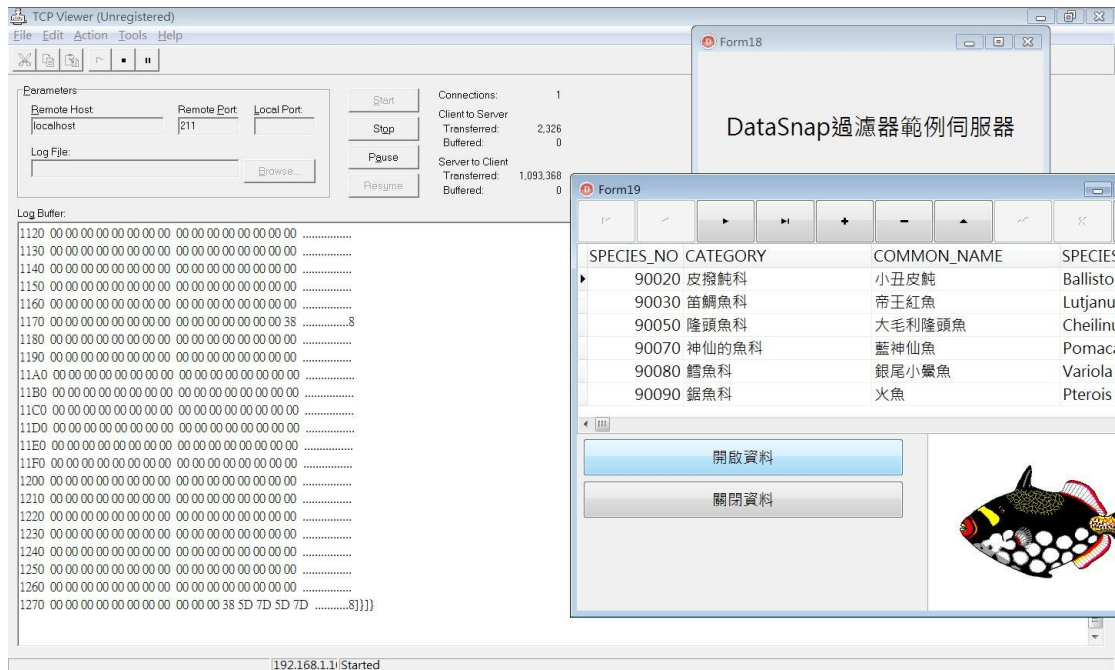 TCP Viewer (Unregistered)
File Edit Action Tools Help
Parameters
Remote Host:
Remote Port:
Local Port:
localhost
211
Log File:
Browse...
Start
Stop
Pause
Resume
Connections: 1
Client to Server
Transferred: 2,326
Buffered: 0
Server to Client
Transferred: 1,093,368
Buffered: 0
Log Buffer:
1120 00 00 00 00 00 00 00 00 00 00 00 00 00 00 00 00 ................
1130 00 00 00 00 00 00 00 00 00 00 00 00 00 00 00 00 ................
1140 00 00 00 00 00 00 00 00 00 00 00 00 00 00 00 00 ................
1150 00 00 00 00 00 00 00 00 00 00 00 00 00 00 00 00 ................
1160 00 00 00 00 00 00 00 00 00 00 00 00 00 00 00 00 ................
1170 00 00 00 00 00 00 00 00 00 00 00 00 00 00 00 38 ...............8
1180 00 00 00 00 00 00 00 00 00 00 00 00 00 00 00 00 ................
1190 00 00 00 00 00 00 00 00 00 00 00 00 00 00 00 00 ................
11A0 00 00 00 00 00 00 00 00 00 00 00 00 00 00 00 00 ................
11B0 00 00 00 00 00 00 00 00 00 00 00 00 00 00 00 00 ................
11C0 00 00 00 00 00 00 00 00 00 00 00 00 00 00 00 00 ................
11D0 00 00 00 00 00 00 00 00 00 00 00 00 00 00 00 00 ................
11E0 00 00 00 00 00 00 00 00 00 00 00 00 00 00 00 00 ................
11F0 00 00 00 00 00 00 00 00 00 00 00 00 00 00 00 00 ................
1200 00 00 00 00 00 00 00 00 00 00 00 00 00 00 00 00 ................
1210 00 00 00 00 00 00 00 00 00 00 00 00 00 00 00 00 ................
1220 00 00 00 00 00 00 00 00 00 00 00 00 00 00 00 00 ................
1230 00 00 00 00 00 00 00 00 00 00 00 00 00 00 00 00 ................
1240 00 00 00 00 00 00 00 00 00 00 00 00 00 00 00 00 ................
1250 00 00 00 00 00 00 00 00 00 00 00 00 00 00 00 00 ................
1260 00 00 00 00 00 00 00 00 00 00 00 00 00 00 00 00 ................
1270 00 00 00 00 00 00 00 00 00 00 00 38 5D 7D 5D 7D ...........8]}]}
192.168.1.1 Started
Form18
DataSnap過濾器範例伺服器
Form19
SPECIES_NO CATEGORY COMMON_NAME SPECIES
90020 皮撥魨科 小丑皮魨 Ballisto
90030 笛鯛魚科 帝王紅魚 Lutjanu
90050 隆頭魚科 大毛利隆頭魚 Cheilinu
90070 神仙的魚科 藍神仙魚 Pomaca
90080 鱈魚科 銀尾小鱟魚 Variola
90090 鋸魚科 火魚 Pterois
開啟資料
關閉資料